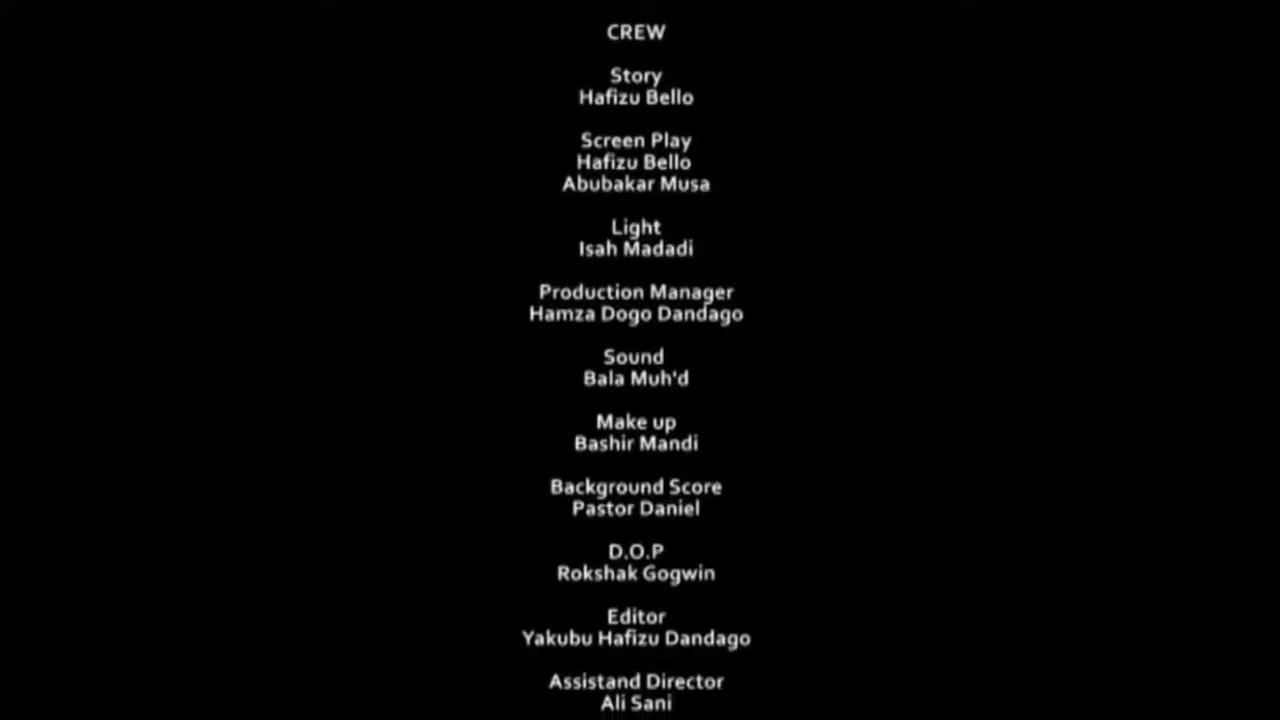 CREW
Story
Hafizu Bello
Screen Play
Hafizu Bello
Abubakar Musa
Light
Isah Madadi
Production Manager
Hamza Dogo Dandago
Sound
Bala Muh'd
Make up
Bashir Mandi
Background Score
Pastor Daniel
D.O.P
Rokshak Gogwin
Editor
Yakubu Hafizu Dandago
Assistand Director
Ali Sani